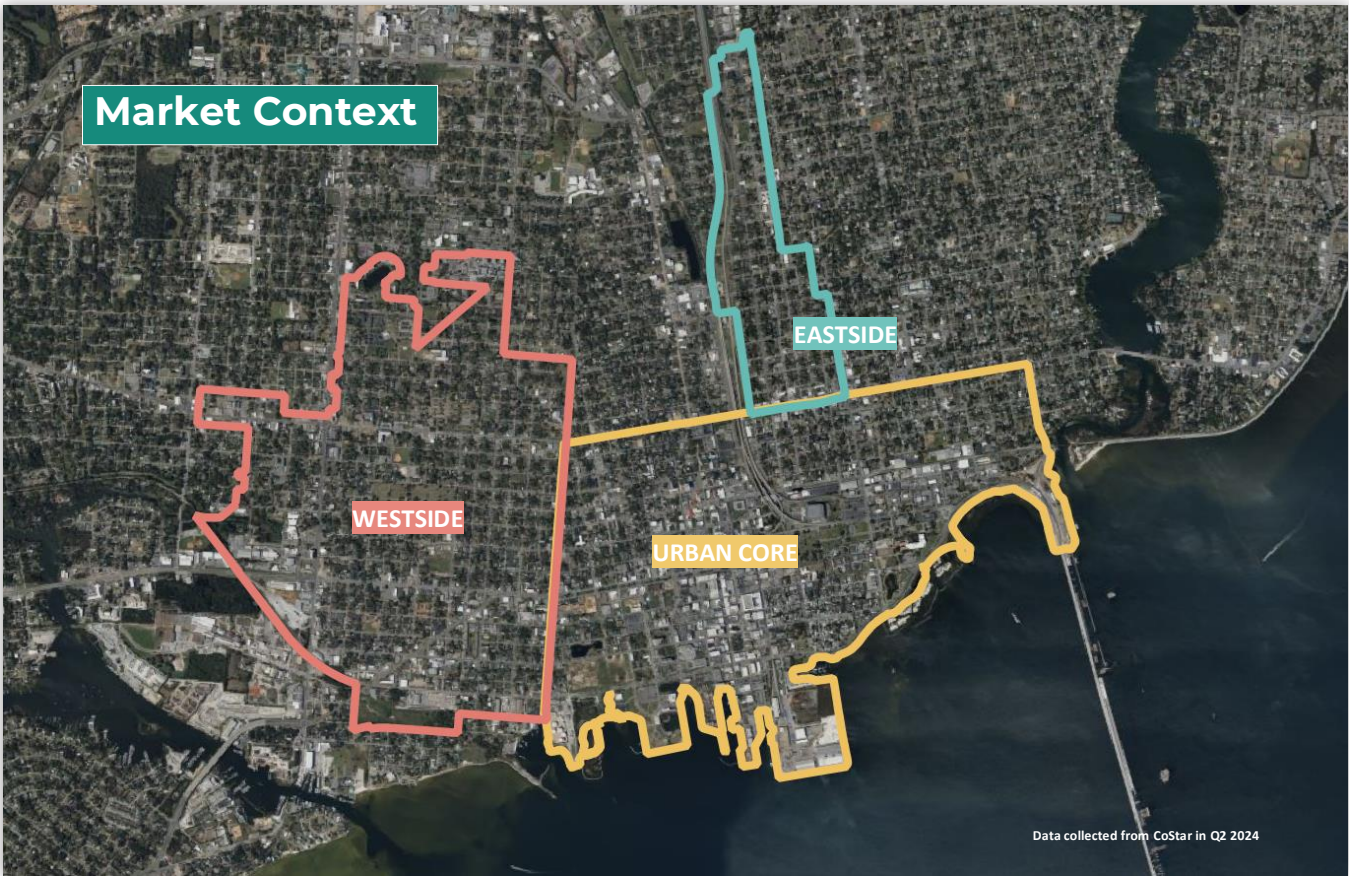 Market Context
EASTSIDE
WESTSIDE
URBAN CORE
Data collected from CoStar in Q2 2024